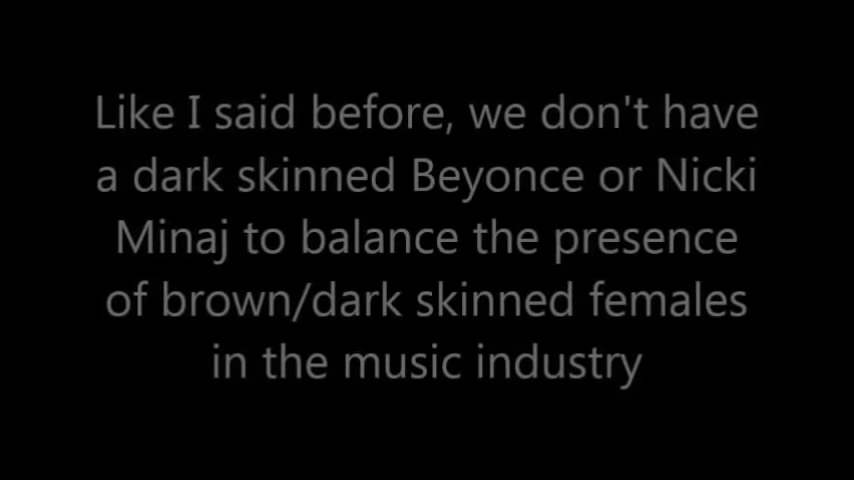 Like I said before, we don't have
a dark skinned Beyonce or Nicki
Minaj to balance the presence
of brown/dark skinned females
in the music industry